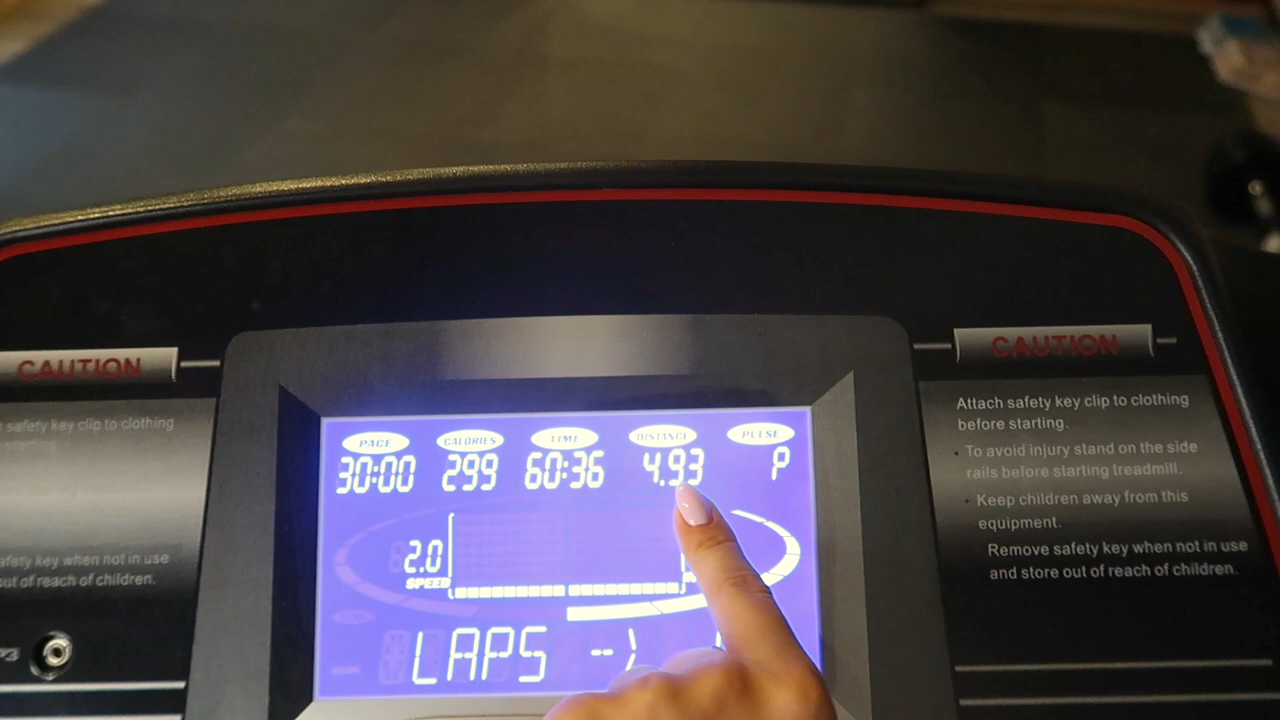 CAUTION
safety key clip to clothing
safety key when not in use
out of reach of children.
PACE CALORIES TIME DISTANCE PULSE
30:00 299 60:36 4.93 P
2.0
SPEED
LAPS -->
CAUTION
Attach safety key clip to clothing
before starting.
· To avoid injury stand on the side
rails before starting treadmill.
· Keep children away from this
equipment.
Remove safety key when not in use
and store out of reach of children.